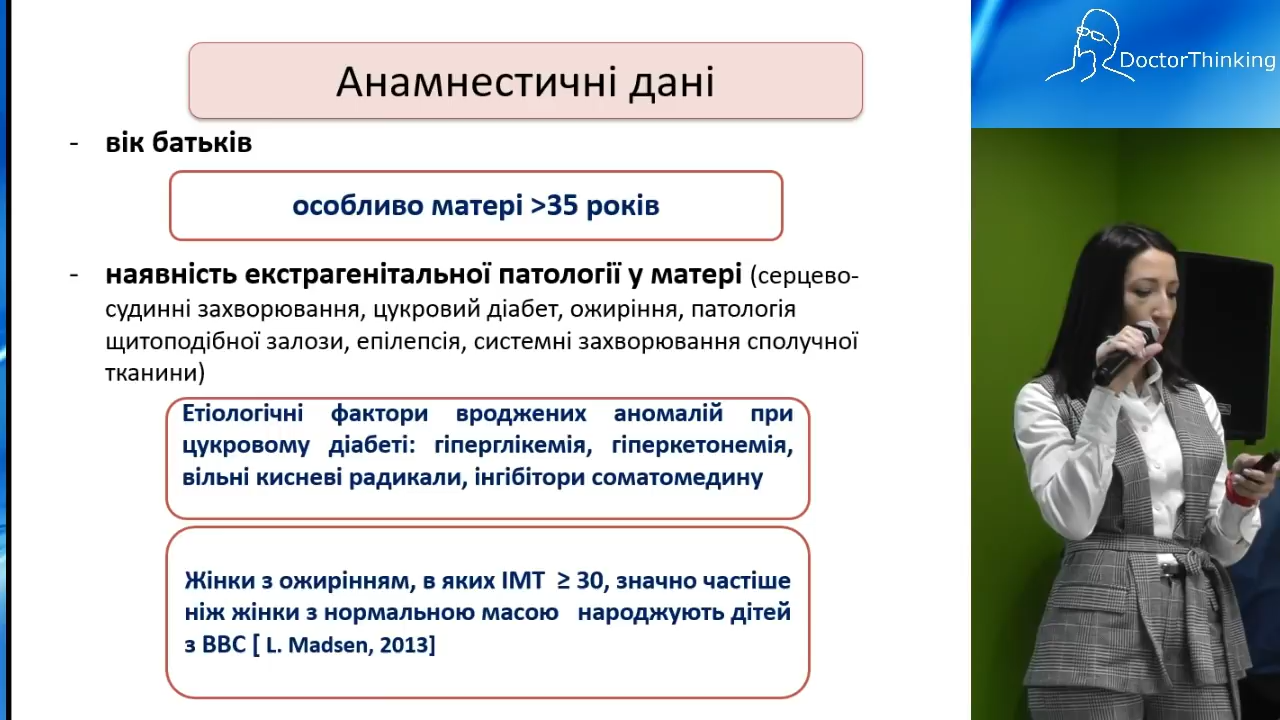 Анамнестичні дані
- вік батьків
особливо матері >35 років
- наявність екстрагенітальної патології у матері (серцево-
судинні захворювання, цукровий діабет, ожиріння, патологія
щитоподібної залози, епілепсія, системні захворювання сполучної
тканини)
Етіологічні фактори вроджених аномалій при
цукровому діабеті: гіперглікемія, гіперкетонемія,
вільні кисневі радикали, інгібітори соматомедину
Жінки з ожирінням, в яких ІМТ ≥ 30, значно частіше
ніж жінки з нормальною масою народжують дітей
з ВВС [ L. Madsen, 2013]
DoctorThinking